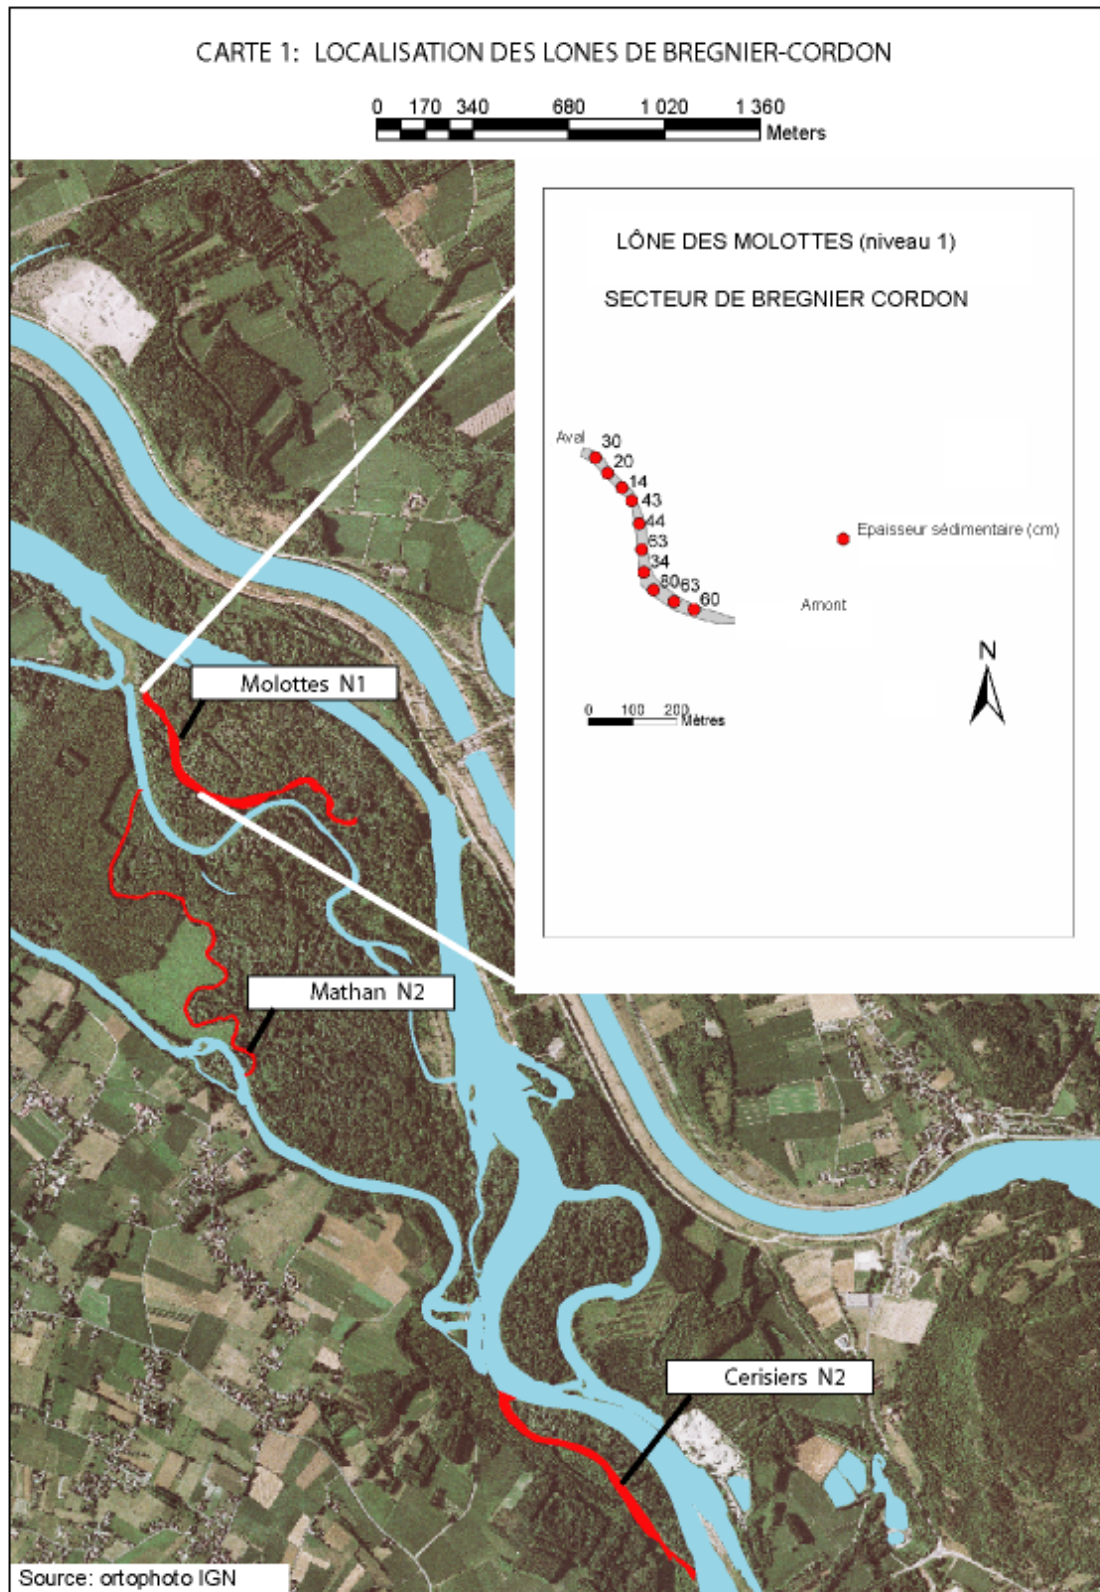 CARTE 1: LOCALISATION DES LONES DE BREGNIER-CORDON
0 170 340 680 1 020 1 360
Meters
LÔNE DES MOLOTTES (niveau 1)
SECTEUR DE BREGNIER CORDON
Aval
30
20
14
43
44
63
34
80
63
60
Epaisseur sédimentaire (cm)
Amont
N
0 100 200
Mètres
Molottes N1
Mathan N2
Cerisiers N2
Source: ortophoto IGN